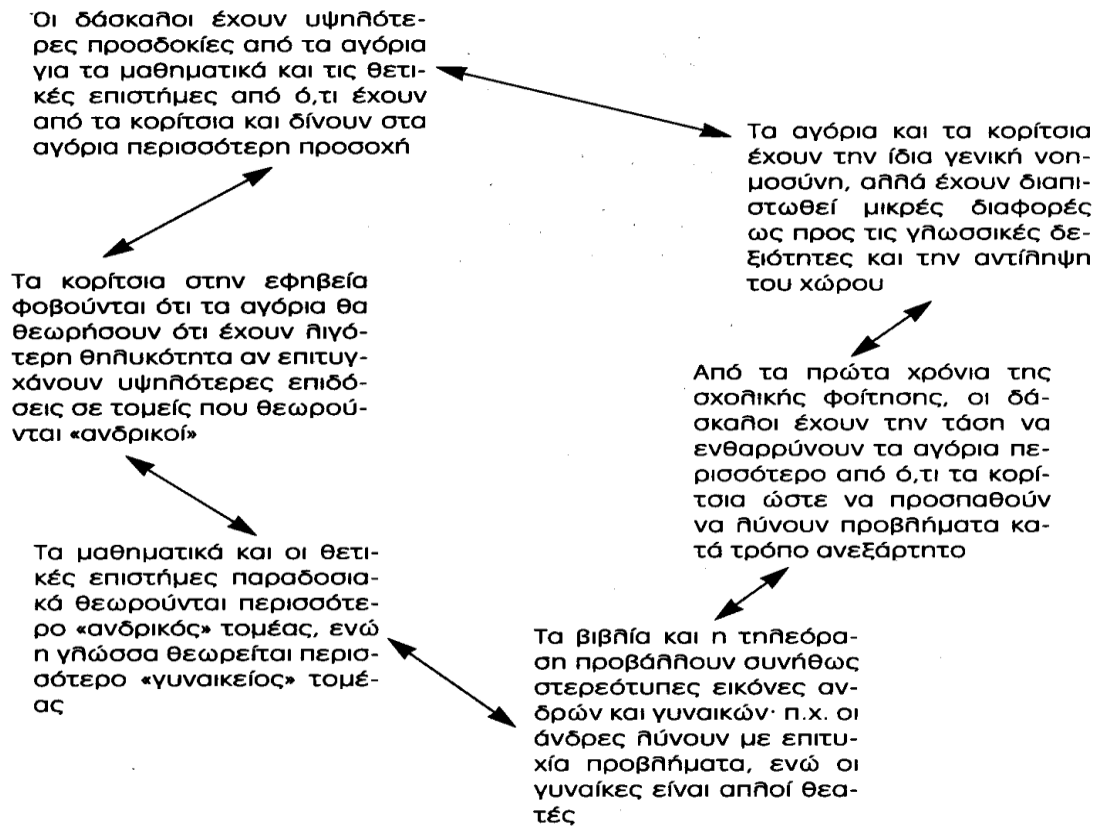 Οι δάσκαλοι έχουν υψηλότε-
ρες προσδοκίες από τα αγόρια
για τα μαθηματικά και τις θετι-
κές επιστήμες από ό,τι έχουν
από τα κορίτσια και δίνουν στα
αγόρια περισσότερη προσοχή
Τα αγόρια και τα κορίτσια
έχουν την ίδια γενική νοη-
μοσύνη, αλλά έχουν διαπι-
στωθεί μικρές διαφορές
ως προς τις γλωσσικές δε-
ξιότητες και την αντίληψη
του χώρου
Τα κορίτσια στην εφηβεία
φοβούνται ότι τα αγόρια θα
θεωρήσουν ότι έχουν λιγό-
τερη θηλυκότητα αν επιτυγ-
χάνουν υψηλότερες επιδό-
σεις σε τομείς που θεωρού-
νται «ανδρικοί»
Από τα πρώτα χρόνια της
σχολικής φοίτησης, οι δά-
σκαλοι έχουν την τάση να
ενθαρρύνουν τα αγόρια πε-
ρισσότερο από ό,τι τα κορί-
τσια ώστε να προσπαθούν
να λύνουν προβλήματα κα-
τά τρόπο ανεξάρτητο
Τα μαθηματικά και οι θετι-
κές επιστήμες παραδοσια-
κά θεωρούνται περισσότε-
ρο «ανδρικός» τομέας, ενώ
η γλώσσα θεωρείται περισ-
σότερο «γυναικείος» τομέ-
ας
Τα βιβλία και η τηλεόρα-
ση προβάλλουν συνήθως
στερεότυπες εικόνες αν-
δρών και γυναικών· π.χ. οι
άνδρες λύνουν με επιτυ-
χία προβλήματα, ενώ οι
γυναίκες είναι απλοί θεα-
τές